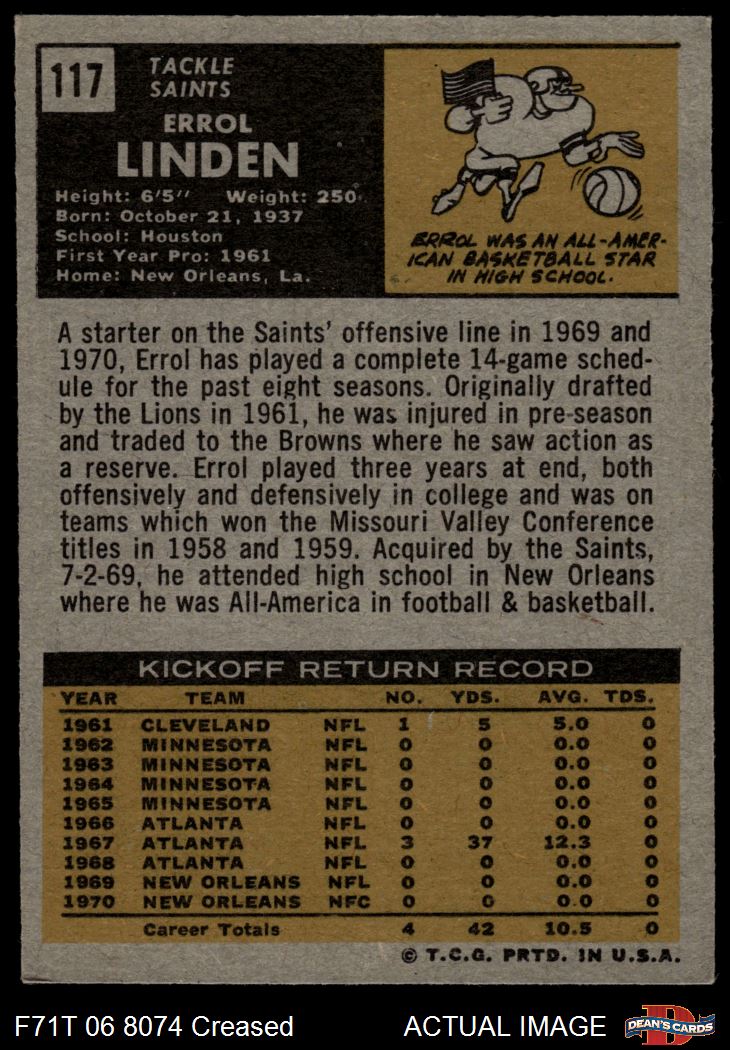 117
TACKLE
SAINTS
ERROL
LINDEN
Height: 6'5'' Weight: 250
Born: October 21, 1937
School: Houston
First Year Pro: 1961
Home: New Orleans, La.
ERROL WAS AN ALL-AMER-
ICAN BASKETBALL STAR
IN HIGH SCHOOL.
A starter on the Saints' offensive line in 1969 and
1970, Errol has played a complete 14-game sched-
ule for the past eight seasons. Originally drafted
by the Lions in 1961, he was injured in pre-season
and traded to the Browns where he saw action as
a reserve. Errol played three years at end, both
offensively and defensively in college and was on
teams which won the Missouri Valley Conference
titles in 1958 and 1959. Acquired by the Saints,
7-2-69, he attended high school in New Orleans
where he was All-America in football & basketball.
KICKOFF RETURN RECORD
YEAR TEAM NO. YDS. AVG. TDS.
1961 CLEVELAND NFL 1 5 5.0 0
1962 MINNESOTA NFL 0 0 0.0 0
1963 MINNESOTA NFL 0 0 0.0 0
1964 MINNESOTA NFL 0 0 0.0 0
1965 MINNESOTA NFL 0 0 0.0 0
1966 ATLANTA NFL 0 0 0.0 0
1967 ATLANTA NFL 3 37 12.3 0
1968 ATLANTA NFL 0 0 0.0 0
1969 NEW ORLEANS NFL 0 0 0.0 0
1970 NEW ORLEANS NFC 0 0 0.0 0
Career Totals 4 42 10.5 0
© T.C.G. PRTD. IN U.S.A.
F71T 06 8074 Creased ACTUAL IMAGE
D
DEAN'S CARDS